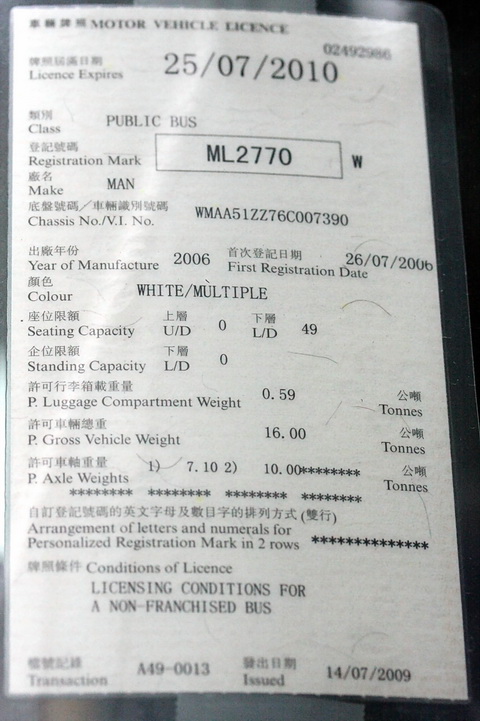 車輛牌照 MOTOR VEHICLE LICENCE
02492986
牌照屆滿日期
Licence Expires 25/07/2010
類別
Class PUBLIC BUS
登記號碼
Registration Mark ML2770 W
廠名
Make MAN
底盤號碼／車輛識別號碼
Chassis No./V.I. No. WMAA51ZZ76C007390
出廠年份 首次登記日期
Year of Manufacture 2006 First Registration Date 26/07/2006
顏色
Colour WHITE/MULTIPLE
座位限額 上層 下層
Seating Capacity U/D 0 L/D 49
企位限額 下層
Standing Capacity L/D 0
許可行李箱載重量 公噸
P. Luggage Compartment Weight 0.59 Tonnes
許可車輛總重 公噸
P. Gross Vehicle Weight 16.00 Tonnes
許可車軸重量 公噸
P. Axle Weights 1) 7.10 2) 10.00******** Tonnes
******** ******** ******** ********
自訂登記號碼的英文字母及數目字的排列方式 (雙行)
Arrangement of letters and numerals for
Personalized Registration Mark in 2 rows **************
牌照條件 Conditions of Licence
LICENSING CONDITIONS FOR
A NON-FRANCHISED BUS
檔號記錄 發出日期
Transaction A49-0013 Issued 14/07/2009